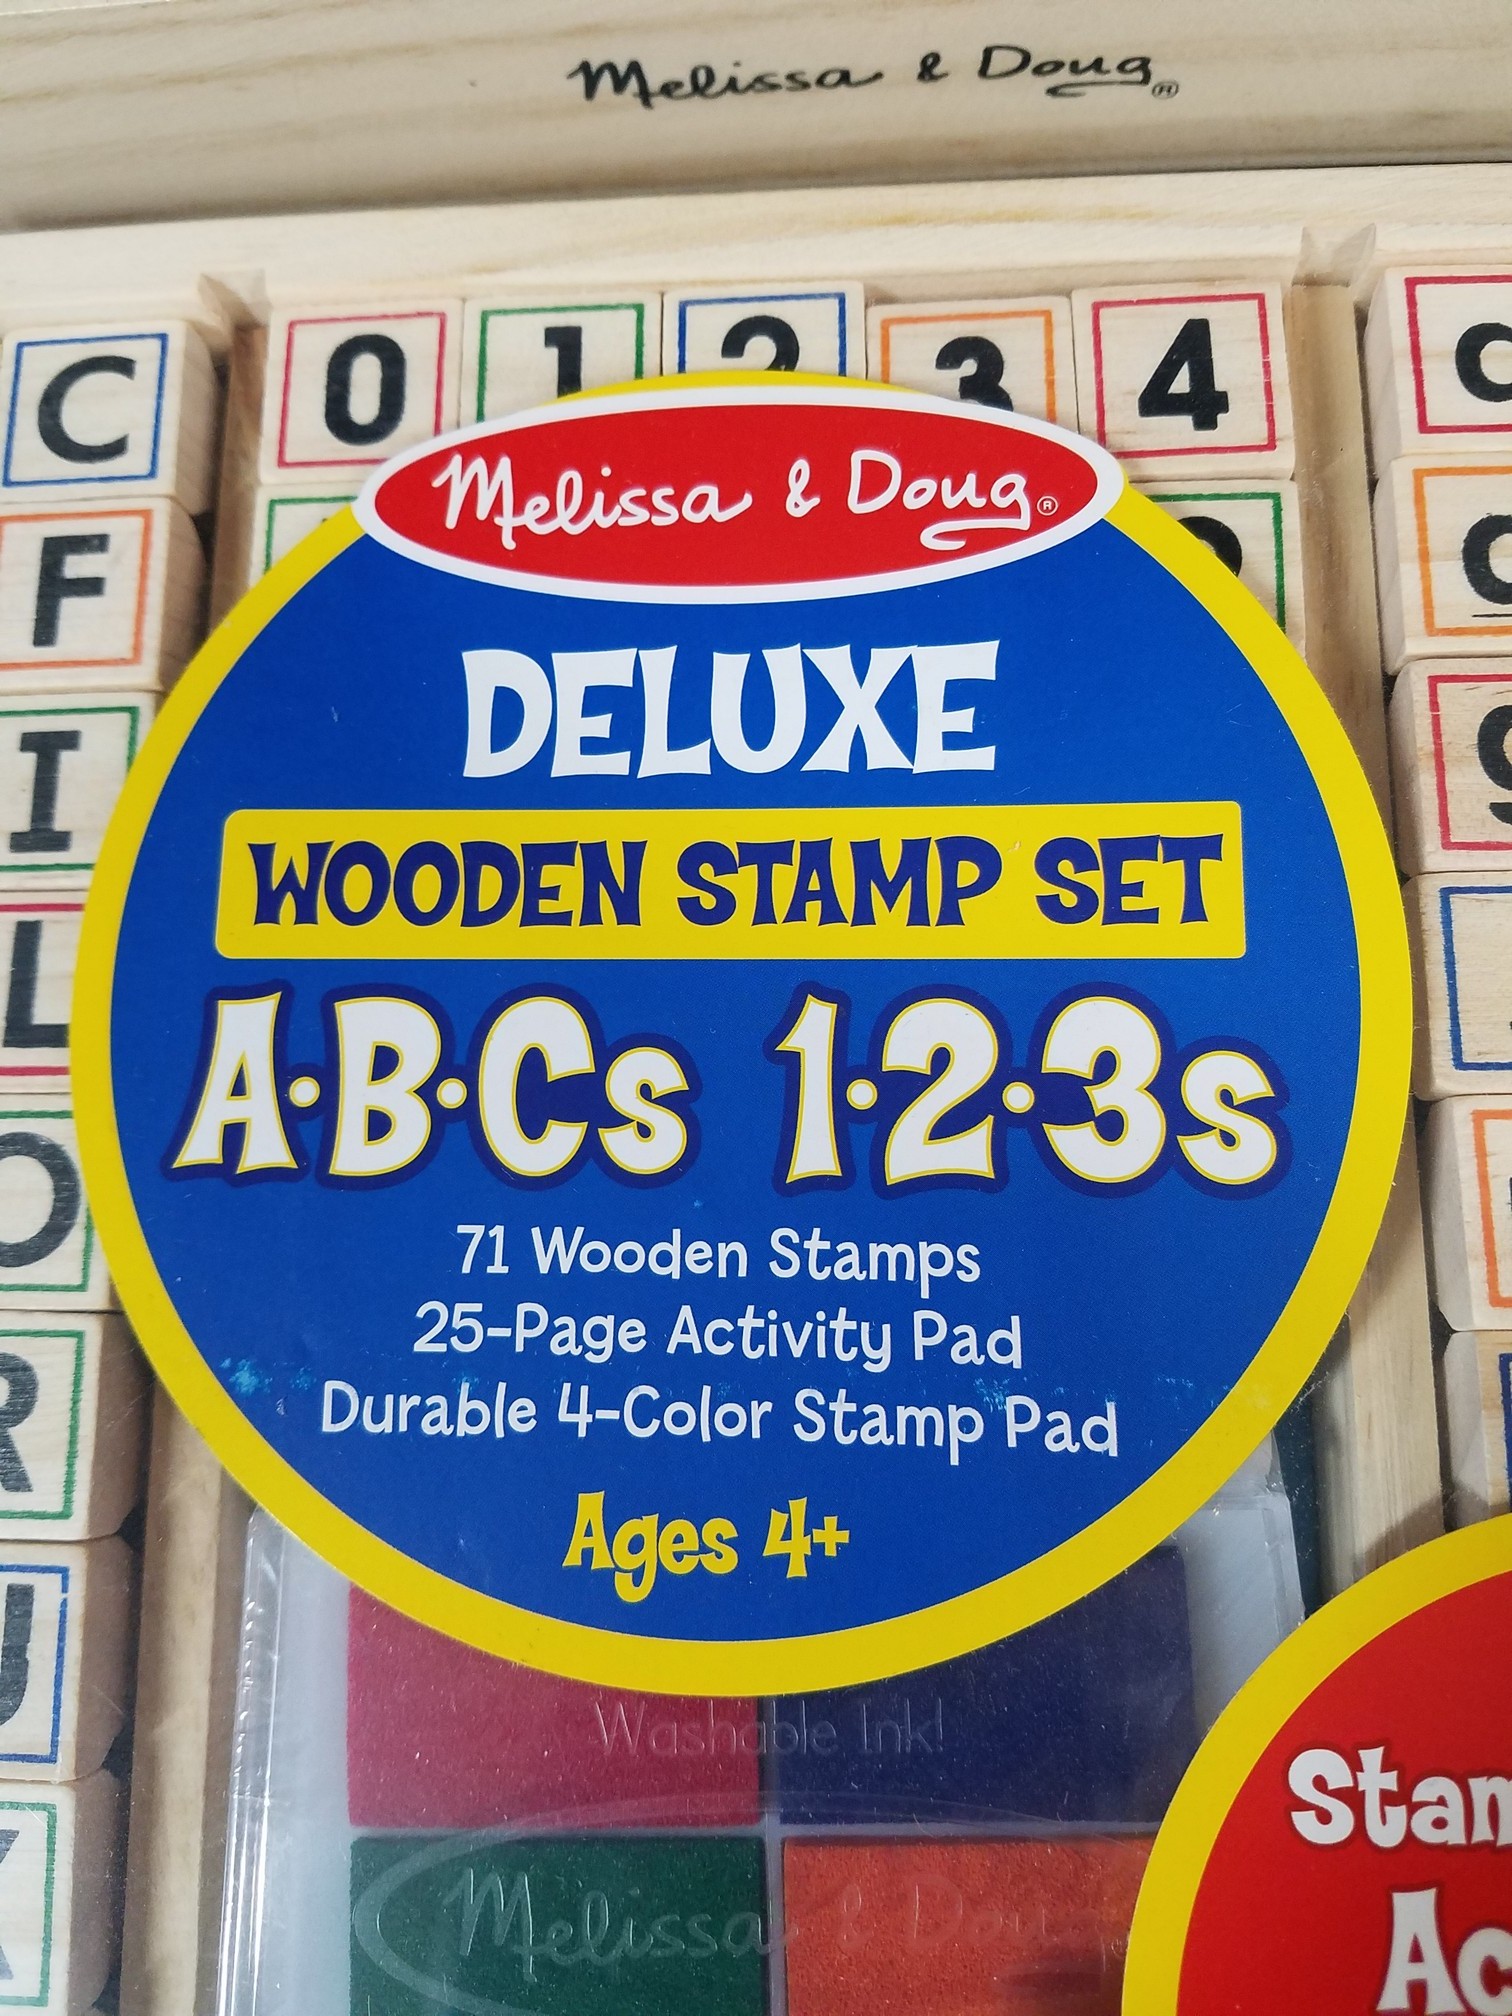 Melissa & Doug®
C 0 1 2 3 4
F
I
L
O
R
Melissa & Doug®
DELUXE
WOODEN STAMP SET
A•B•Cs 1•2•3s
71 Wooden Stamps
25-Page Activity Pad
Durable 4-Color Stamp Pad
Ages 4+
Washable Ink!
Melissa & Doug